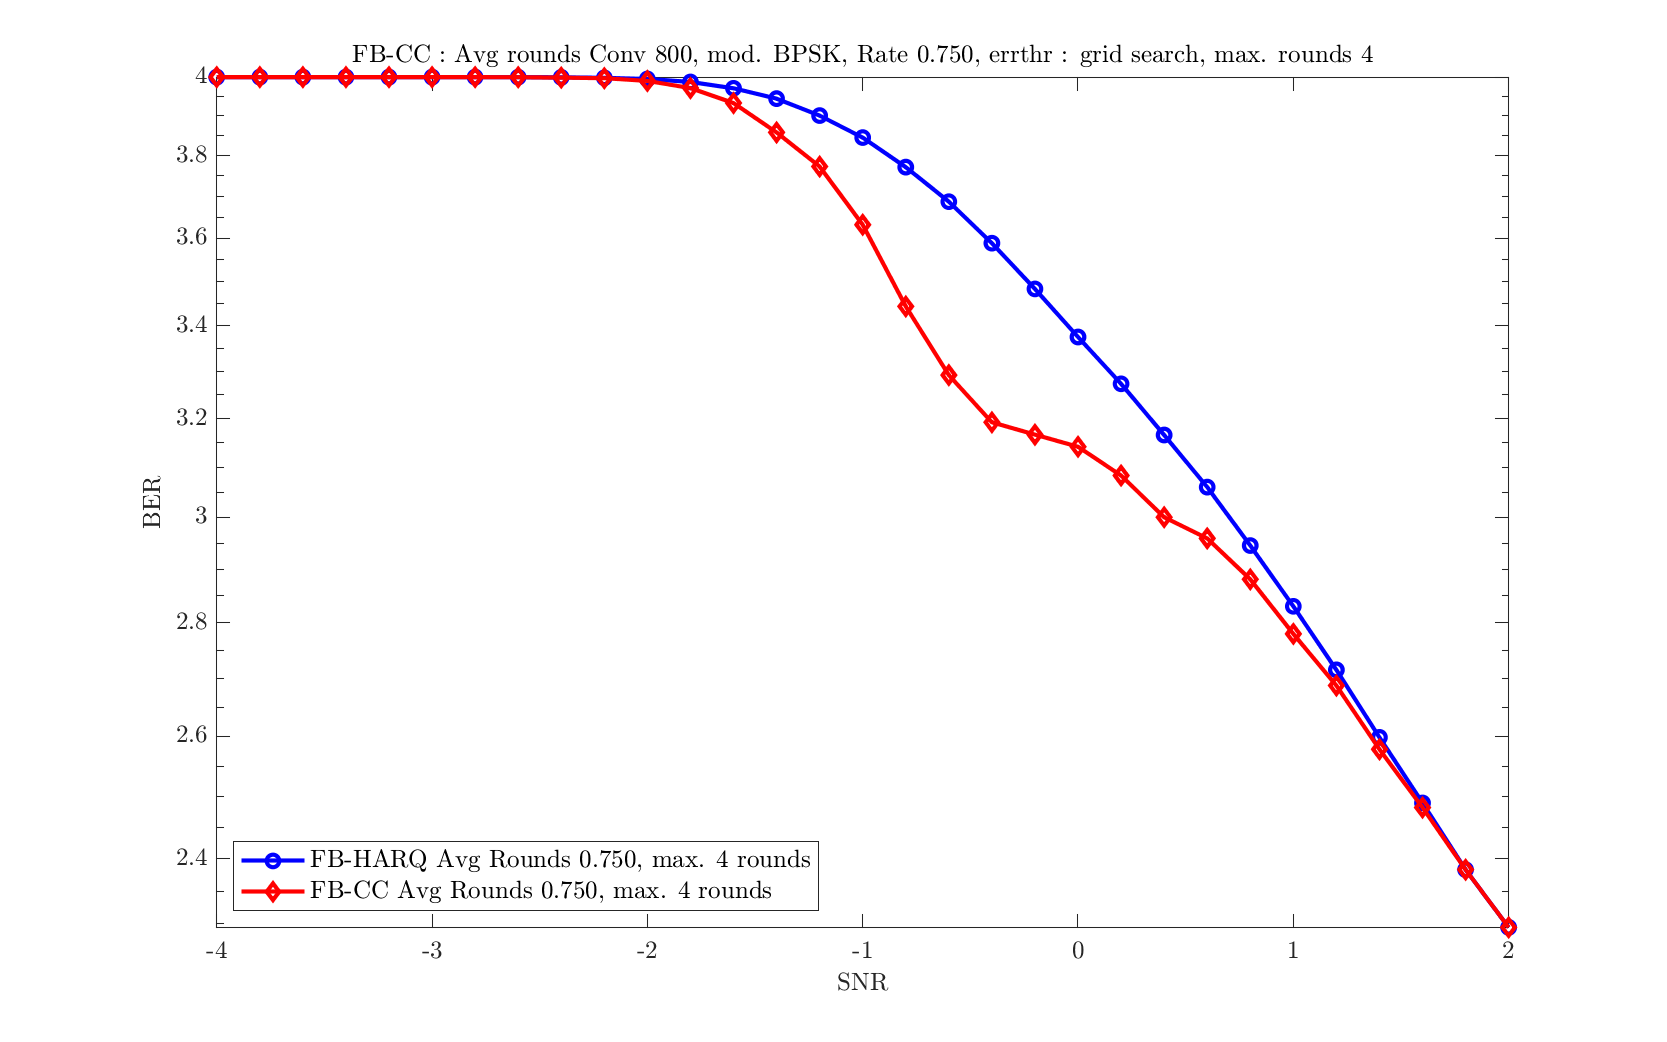 FB-CC : Avg rounds Conv 800, mod. BPSK, Rate 0.750, errthr : grid search, max. rounds 4
4
3.8
3.6
3.4
3.2
3
2.8
2.6
2.4
BER
FB-HARQ Avg Rounds 0.750, max. 4 rounds
FB-CC Avg Rounds 0.750, max. 4 rounds
-4 -3 -2 -1 0 1 2
SNR